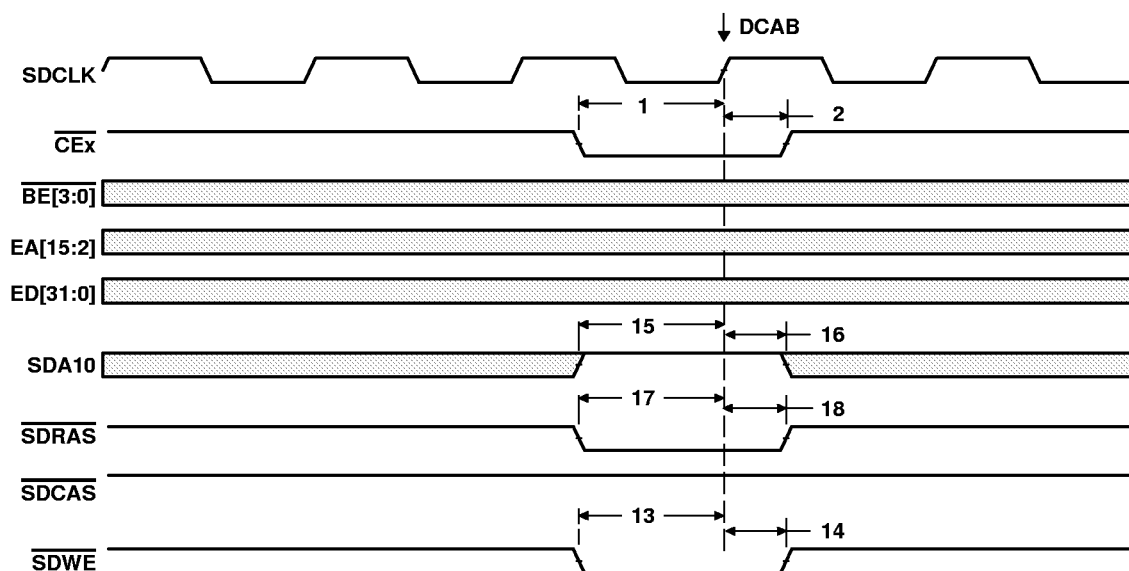 DCAB
SDCLK
1
2
CEx
BE[3:0]
EA[15:2]
ED[31:0]
15
16
SDA10
17
18
SDRAS
SDCAS
13
14
SDWE